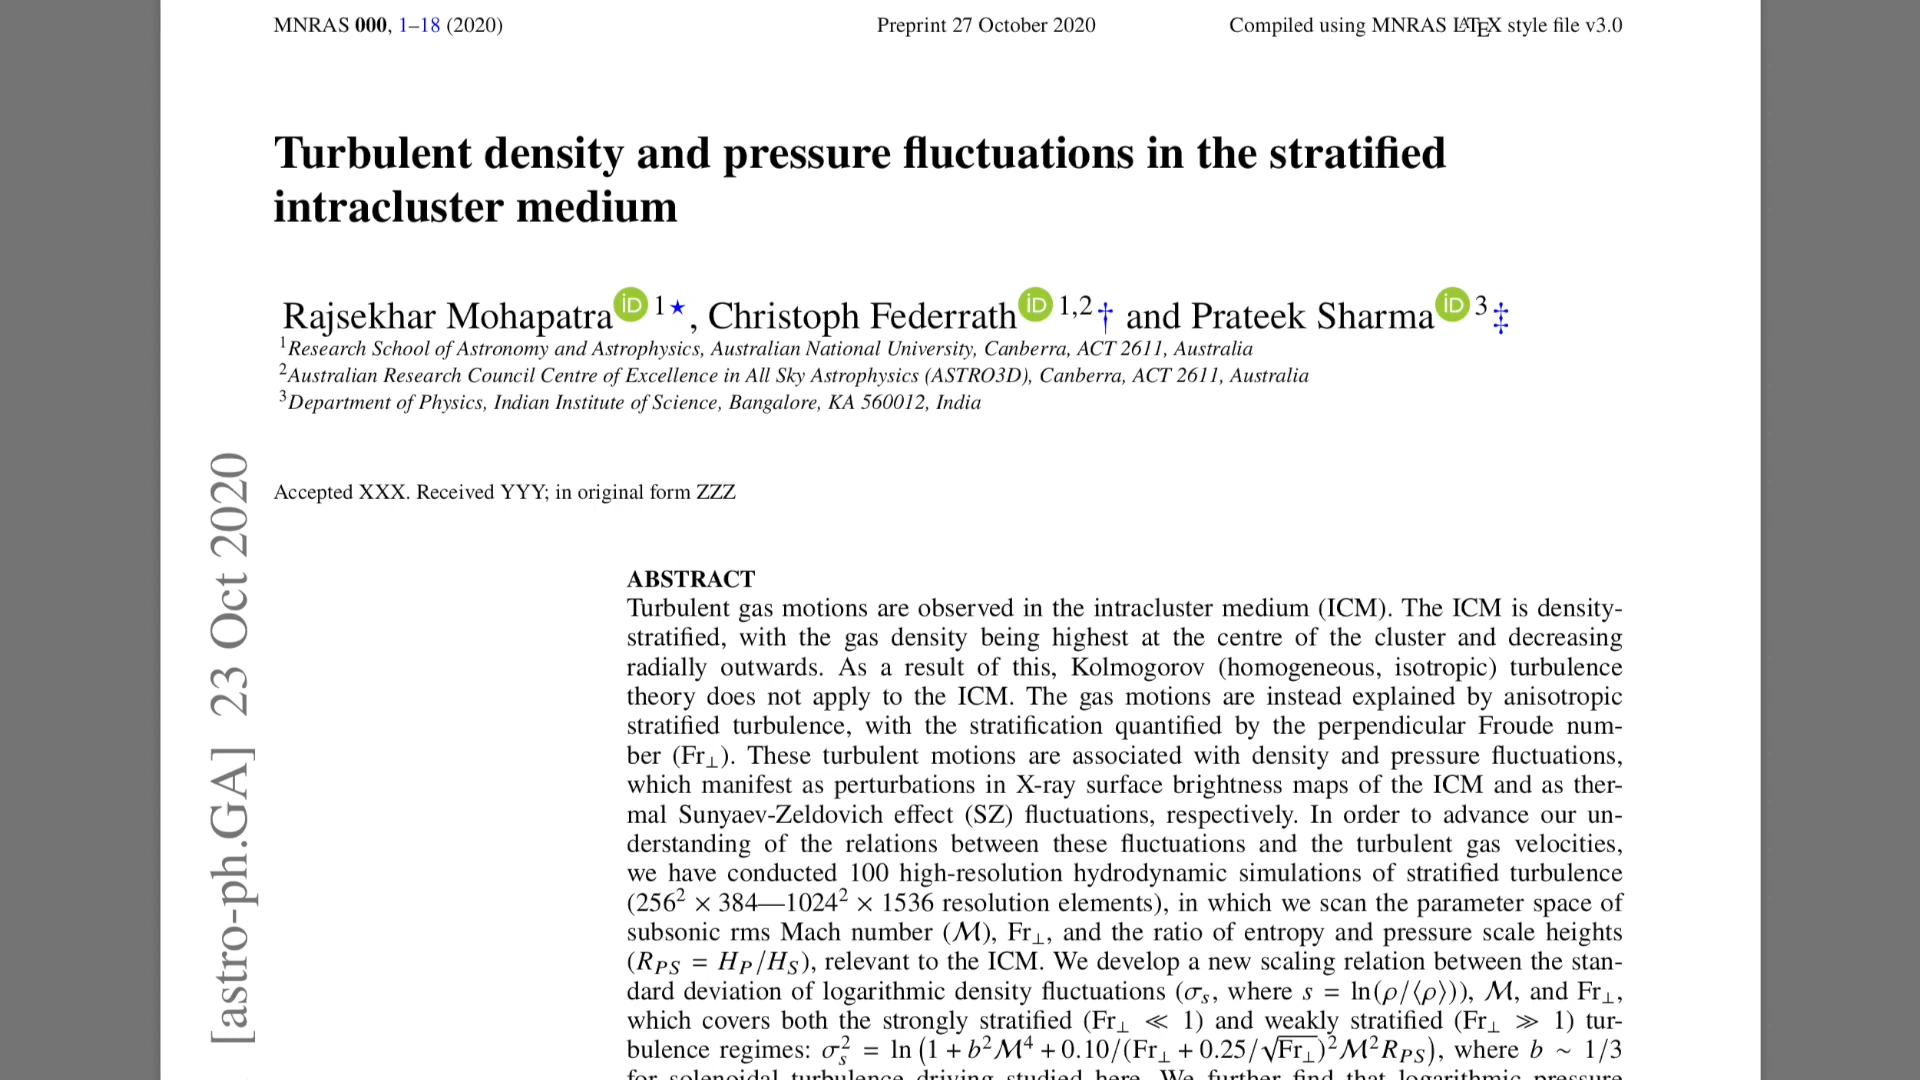 MNRAS 000, 1–18 (2020) Preprint 27 October 2020 Compiled using MNRAS LATEX style file v3.0
Turbulent density and pressure fluctuations in the stratified
intracluster medium
Rajsekhar Mohapatra iD 1★, Christoph Federrath iD 1,2† and Prateek Sharma iD 3‡
1Research School of Astronomy and Astrophysics, Australian National University, Canberra, ACT 2611, Australia
2Australian Research Council Centre of Excellence in All Sky Astrophysics (ASTRO3D), Canberra, ACT 2611, Australia
3Department of Physics, Indian Institute of Science, Bangalore, KA 560012, India
Accepted XXX. Received YYY; in original form ZZZ
[astro-ph.GA] 23 Oct 2020
ABSTRACT
Turbulent gas motions are observed in the intracluster medium (ICM). The ICM is density-
stratified, with the gas density being highest at the centre of the cluster and decreasing
radially outwards. As a result of this, Kolmogorov (homogeneous, isotropic) turbulence
theory does not apply to the ICM. The gas motions are instead explained by anisotropic
stratified turbulence, with the stratification quantified by the perpendicular Froude num-
ber (Fr⊥). These turbulent motions are associated with density and pressure fluctuations,
which manifest as perturbations in X-ray surface brightness maps of the ICM and as ther-
mal Sunyaev-Zeldovich effect (SZ) fluctuations, respectively. In order to advance our un-
derstanding of the relations between these fluctuations and the turbulent gas velocities,
we have conducted 100 high-resolution hydrodynamic simulations of stratified turbulence
(256² × 384—1024² × 1536 resolution elements), in which we scan the parameter space of
subsonic rms Mach number (ℳ), Fr⊥, and the ratio of entropy and pressure scale heights
(R_PS = H_P/H_S), relevant to the ICM. We develop a new scaling relation between the stan-
dard deviation of logarithmic density fluctuations (σ_s, where s = ln(ρ/⟨ρ⟩)), ℳ, and Fr⊥,
which covers both the strongly stratified (Fr⊥ ≪ 1) and weakly stratified (Fr⊥ ≫ 1) tur-
bulence regimes: σ_s² = ln (1 + b²ℳ⁴ + 0.10/(Fr⊥ + 0.25/√Fr⊥)²ℳ²R_PS), where b ∼ 1/3
for solenoidal turbulence driving studied here. We further find that logarithmic pressure